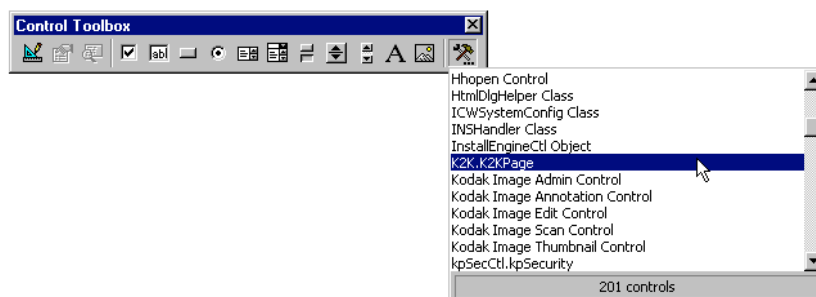 Control Toolbox
abl
A
Hhopen Control
HtmlDlgHelper Class
ICWSystemConfig Class
INSHandler Class
InstallEngineCtl Object
K2K.K2KPage
Kodak Image Admin Control
Kodak Image Annotation Control
Kodak Image Edit Control
Kodak Image Scan Control
Kodak Image Thumbnail Control
kpSecCtl.kpSecurity
201 controls